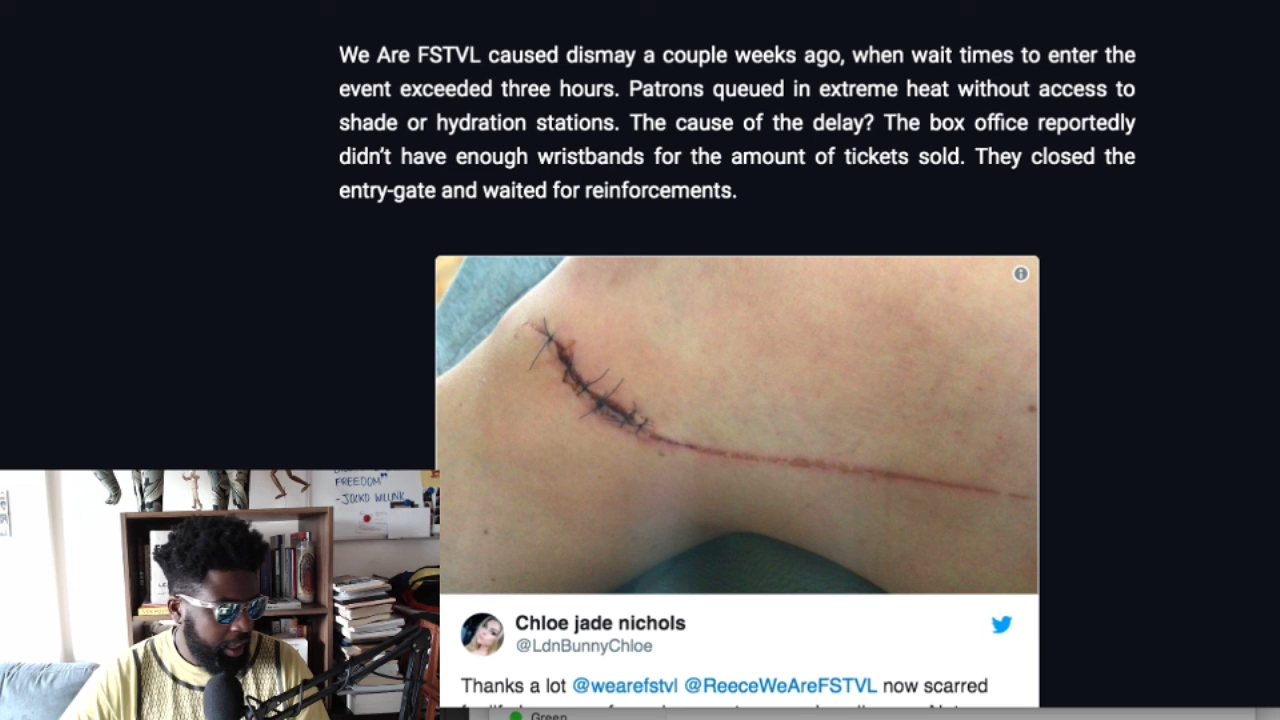 We Are FSTVL caused dismay a couple weeks ago, when wait times to enter the
event exceeded three hours. Patrons queued in extreme heat without access to
shade or hydration stations. The cause of the delay? The box office reportedly
didn’t have enough wristbands for the amount of tickets sold. They closed the
entry-gate and waited for reinforcements.
FREEDOM"
-JOCKO WILLINK
Chloe jade nichols
@LdnBunnyChloe
Thanks a lot @wearefstvl @ReeceWeAreFSTVL now scarred
Green